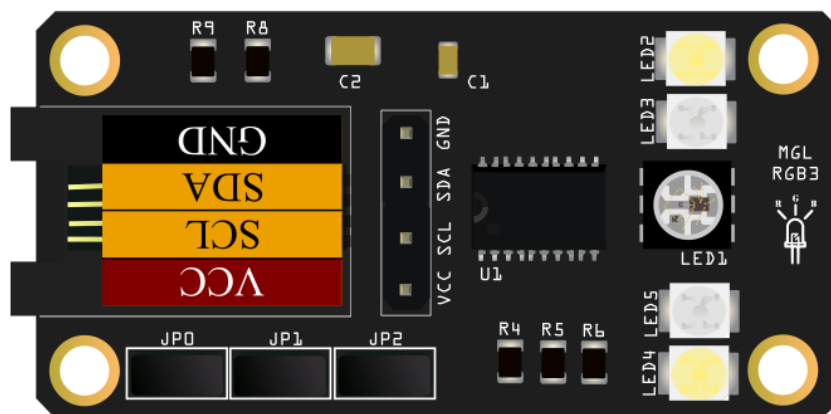 R9
R8
C2
C1
LED2
LED3
GND
SDA
SCL
VCC
GND
SDA
SCL
VCC
MGL
RGB3
R
G
B
LED1
U1
LED5
LED4
JP0
JP1
JP2
R4
R5
R6